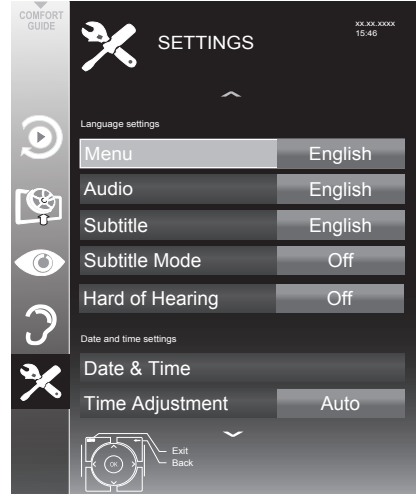 COMFORT
GUIDE
SETTINGS
xx.xx.xxxx
15:46
Language settings
Menu English
Audio English
Subtitle English
Subtitle Mode Off
Hard of Hearing Off
Date and time settings
Date & Time
Time Adjustment Auto
OK
Exit
Back